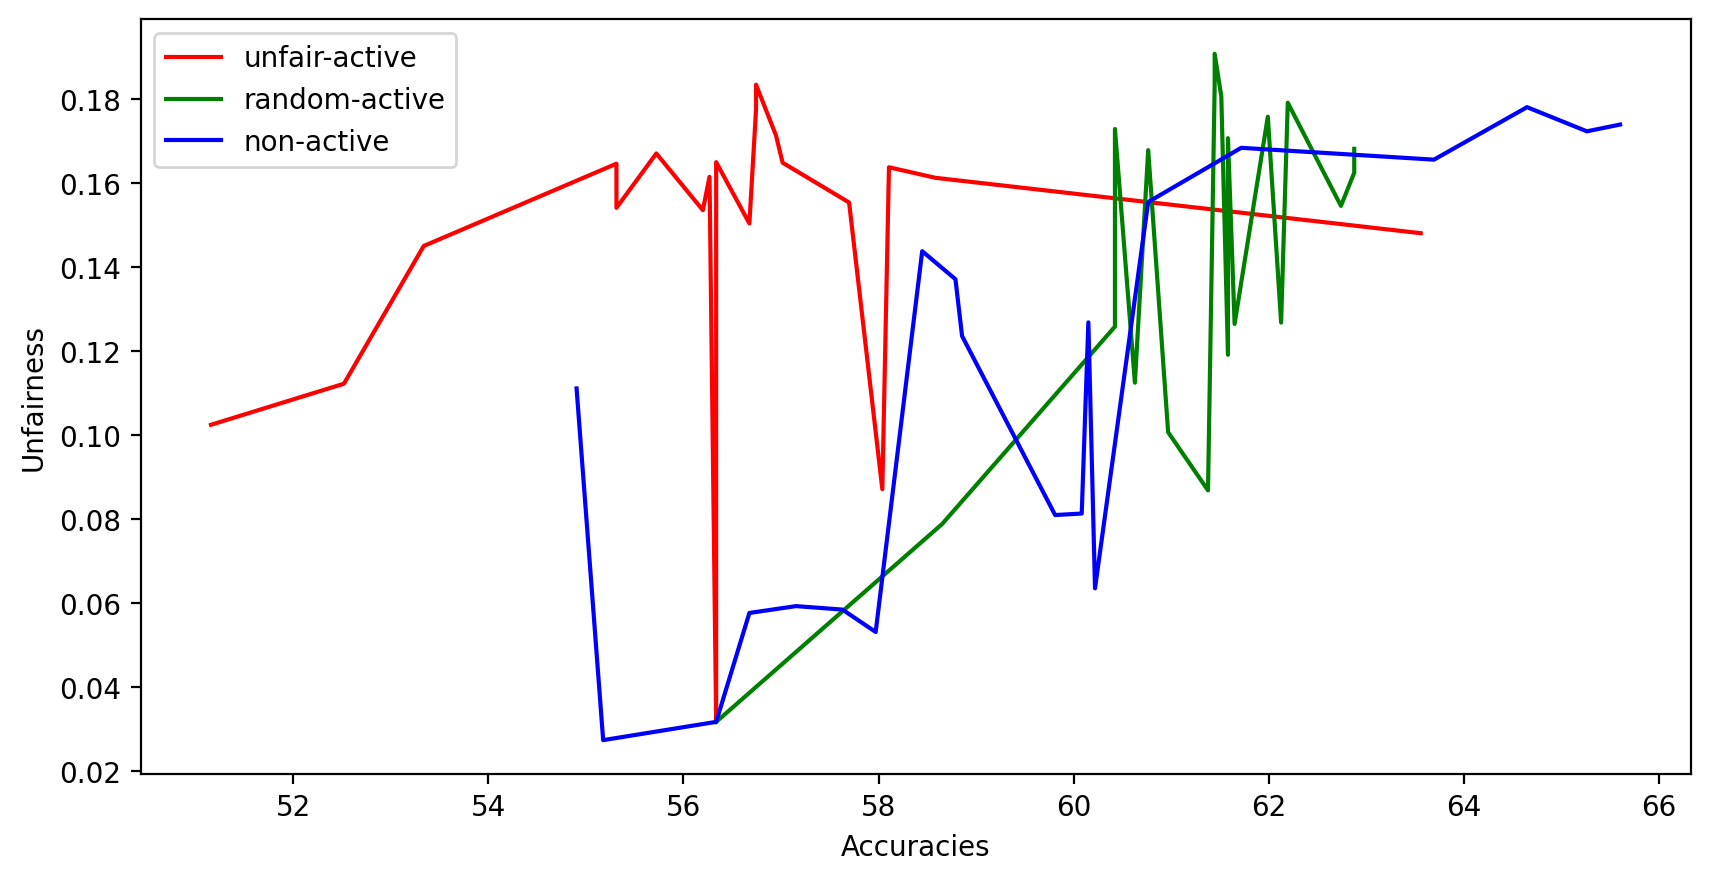 unfair-active
random-active
non-active
0.18
0.16
0.14
0.12
0.10
0.08
0.06
0.04
0.02
Unfairness
52 54 56 58 60 62 64 66
Accuracies